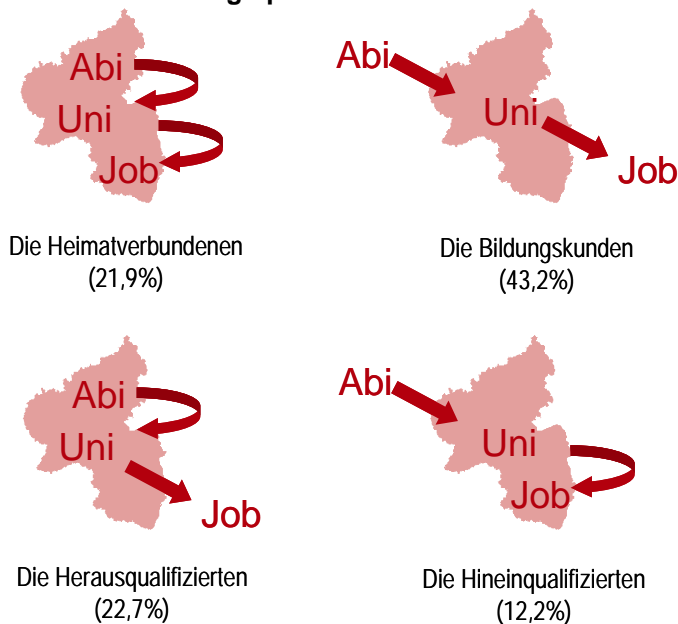 Abi
Uni
Job
Die Heimatverbundenen
(21,9%)
Abi
Uni
Job
Die Bildungskunden
(43,2%)
Abi
Uni
Job
Die Herausqualifizierten
(22,7%)
Abi
Uni
Job
Die Hineinqualifizierten
(12,2%)